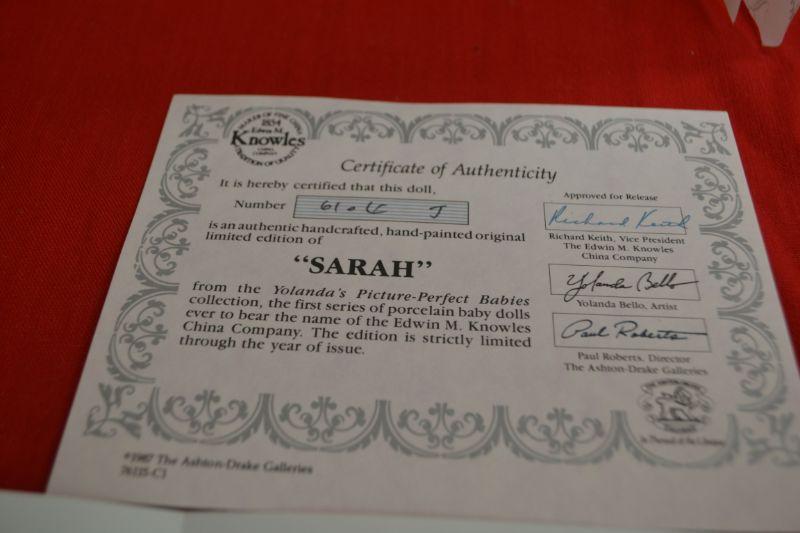 MAKERS OF FINE CHINA
1854
Edwin M.
Knowles
CHINA
COMPANY
TRADITION OF QUALITY
Certificate of Authenticity
It is hereby certified that this doll,
Number
is an authentic handcrafted, hand-painted original
limited edition of
"SARAH"
from the Yolanda's Picture-Perfect Babies
collection, the first series of porcelain baby dolls
ever to bear the name of the Edwin M. Knowles
China Company. The edition is strictly limited
through the year of issue.
Approved for Release
Richard Keith
Richard Keith, Vice President
The Edwin M. Knowles
China Company
Yolanda Bello
Yolanda Bello, Artist
Paul Roberts
Paul Roberts, Director
The Ashton-Drake Galleries
©1987 The Ashton-Drake Galleries
76115-C1